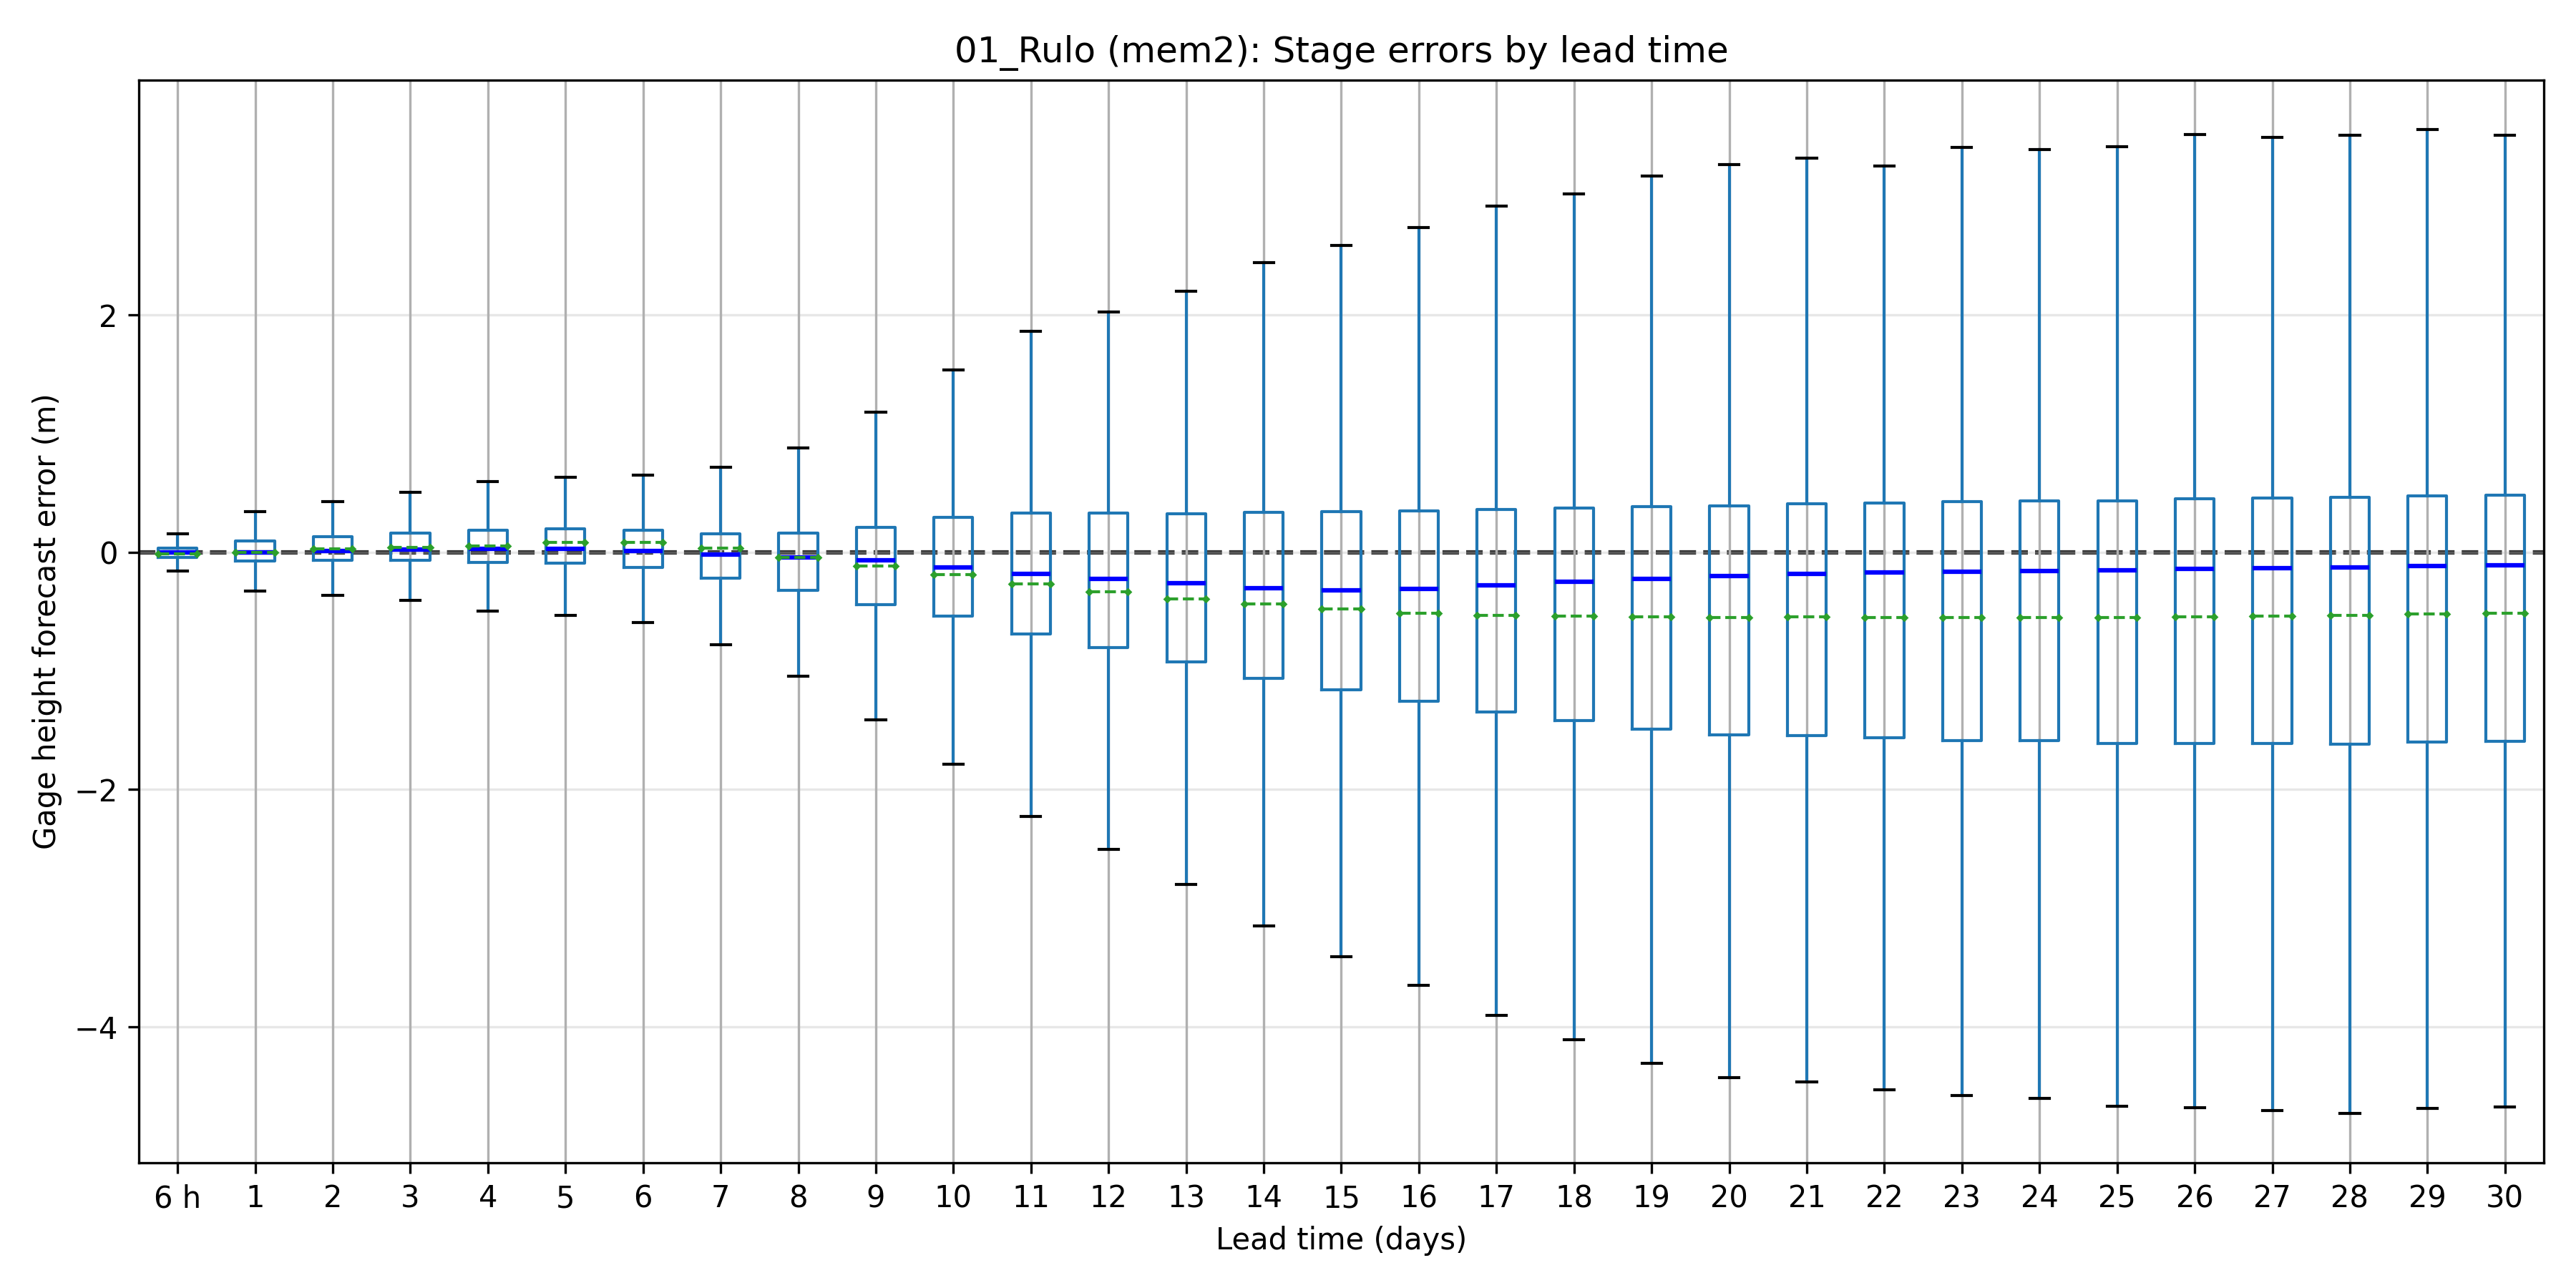 01_Rulo (mem2): Stage errors by lead time
Gage height forecast error (m)
2
0
−2
−4
6 h 1 2 3 4 5 6 7 8 9 10 11 12 13 14 15 16 17 18 19 20 21 22 23 24 25 26 27 28 29 30
Lead time (days)